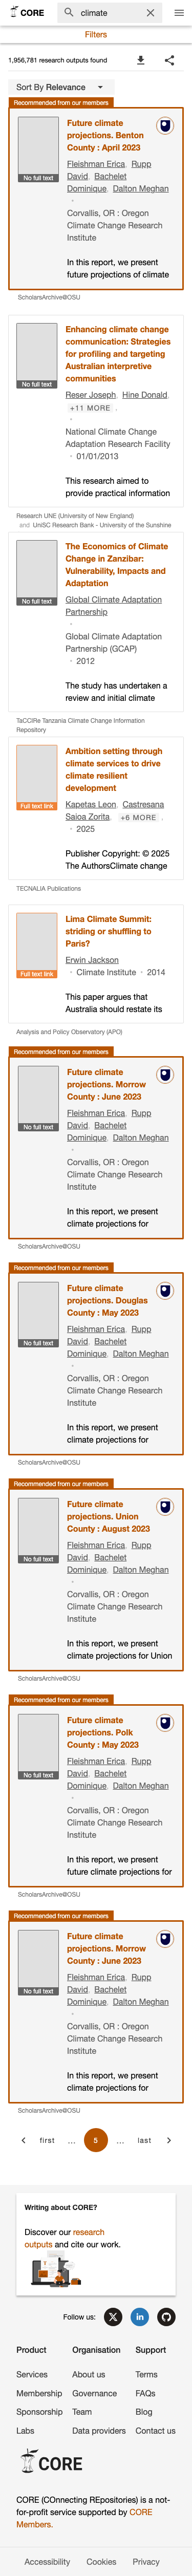 CORE
climate
Filters
1,956,781 research outputs found
Sort By Relevance
Recommended from our members
No full text
Future climate
projections. Benton
County : April 2023
Fleishman Erica, Rupp
David, Bachelet
Dominique, Dalton Meghan
·
Corvallis, OR : Oregon
Climate Change Research
Institute
In this report, we present
future projections of climate
ScholarsArchive@OSU
No full text
Enhancing climate change
communication: Strategies
for profiling and targeting
Australian interpretive
communities
Reser Joseph, Hine Donald,
+11 MORE .
·
National Climate Change
Adaptation Research Facility
· 01/01/2013
This research aimed to
provide practical information
Research UNE (University of New England)
and UniSC Research Bank - University of the Sunshine
No full text
The Economics of Climate
Change in Zanzibar:
Vulnerability, Impacts and
Adaptation
Global Climate Adaptation
Partnership
·
Global Climate Adaptation
Partnership (GCAP)
· 2012
The study has undertaken a
review and initial climate
TaCCIRe Tanzania Climate Change Information
Repository
Full text link
Ambition setting through
climate services to drive
climate resilient
development
Kapetas Leon, Castresana
Saioa Zorita, +6 MORE .
· 2025
Publisher Copyright: © 2025
The AuthorsClimate change
TECNALIA Publications
Full text link
Lima Climate Summit:
striding or shuffling to
Paris?
Erwin Jackson
· Climate Institute · 2014
This paper argues that
Australia should restate its
Analysis and Policy Observatory (APO)
Recommended from our members
No full text
Future climate
projections. Morrow
County : June 2023
Fleishman Erica, Rupp
David, Bachelet
Dominique, Dalton Meghan
·
Corvallis, OR : Oregon
Climate Change Research
Institute
In this report, we present
climate projections for
ScholarsArchive@OSU
Recommended from our members
No full text
Future climate
projections. Douglas
County : May 2023
Fleishman Erica, Rupp
David, Bachelet
Dominique, Dalton Meghan
·
Corvallis, OR : Oregon
Climate Change Research
Institute
In this report, we present
climate projections for
ScholarsArchive@OSU
Recommended from our members
No full text
Future climate
projections. Union
County : August 2023
Fleishman Erica, Rupp
David, Bachelet
Dominique, Dalton Meghan
·
Corvallis, OR : Oregon
Climate Change Research
Institute
In this report, we present
climate projections for Union
ScholarsArchive@OSU
Recommended from our members
No full text
Future climate
projections. Polk
County : May 2023
Fleishman Erica, Rupp
David, Bachelet
Dominique, Dalton Meghan
·
Corvallis, OR : Oregon
Climate Change Research
Institute
In this report, we present
future climate projections for
ScholarsArchive@OSU
Recommended from our members
No full text
Future climate
projections. Morrow
County : June 2023
Fleishman Erica, Rupp
David, Bachelet
Dominique, Dalton Meghan
·
Corvallis, OR : Oregon
Climate Change Research
Institute
In this report, we present
future climate projections for
ScholarsArchive@OSU
first ... 5 ... last
Writing about CORE?
Discover our research
outputs and cite our work.
Follow us:
Product Organisation Support
Services About us Terms
Membership Governance FAQs
Sponsorship Team Blog
Labs Data providers Contact us
CORE
CORE (COnnecting REpositories) is a not-
for-profit service supported by CORE
Members.
Accessibility Cookies Privacy